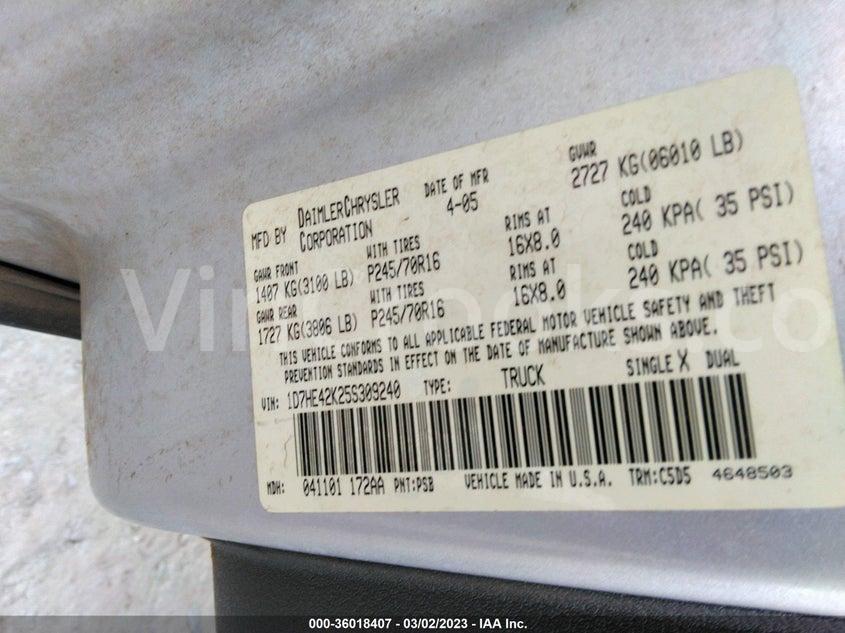 MFD BY DAIMLERCHRYSLER CORPORATION DATE OF MFR 4-05 GVWR 2727 KG(06010 LB)
GAWR FRONT WITH TIRES RIMS AT COLD
1407 KG(3100 LB) P245/70R16 16X8.0 240 KPA( 35 PSI)
GAWR REAR WITH TIRES RIMS AT COLD
1727 KG(3806 LB) P245/70R16 16X8.0 240 KPA( 35 PSI)
THIS VEHICLE CONFORMS TO ALL APPLICABLE FEDERAL MOTOR VEHICLE SAFETY AND THEFT
PREVENTION STANDARDS IN EFFECT ON THE DATE OF MANUFACTURE SHOWN ABOVE.
VIN: 1D7HE42K25S309240 TYPE: TRUCK SINGLE X DUAL
MDH: 041101 172AA PNT:PSB VEHICLE MADE IN U.S.A. TRM:C5D5 4648503
000-36018407 - 03/02/2023 - IAA Inc.